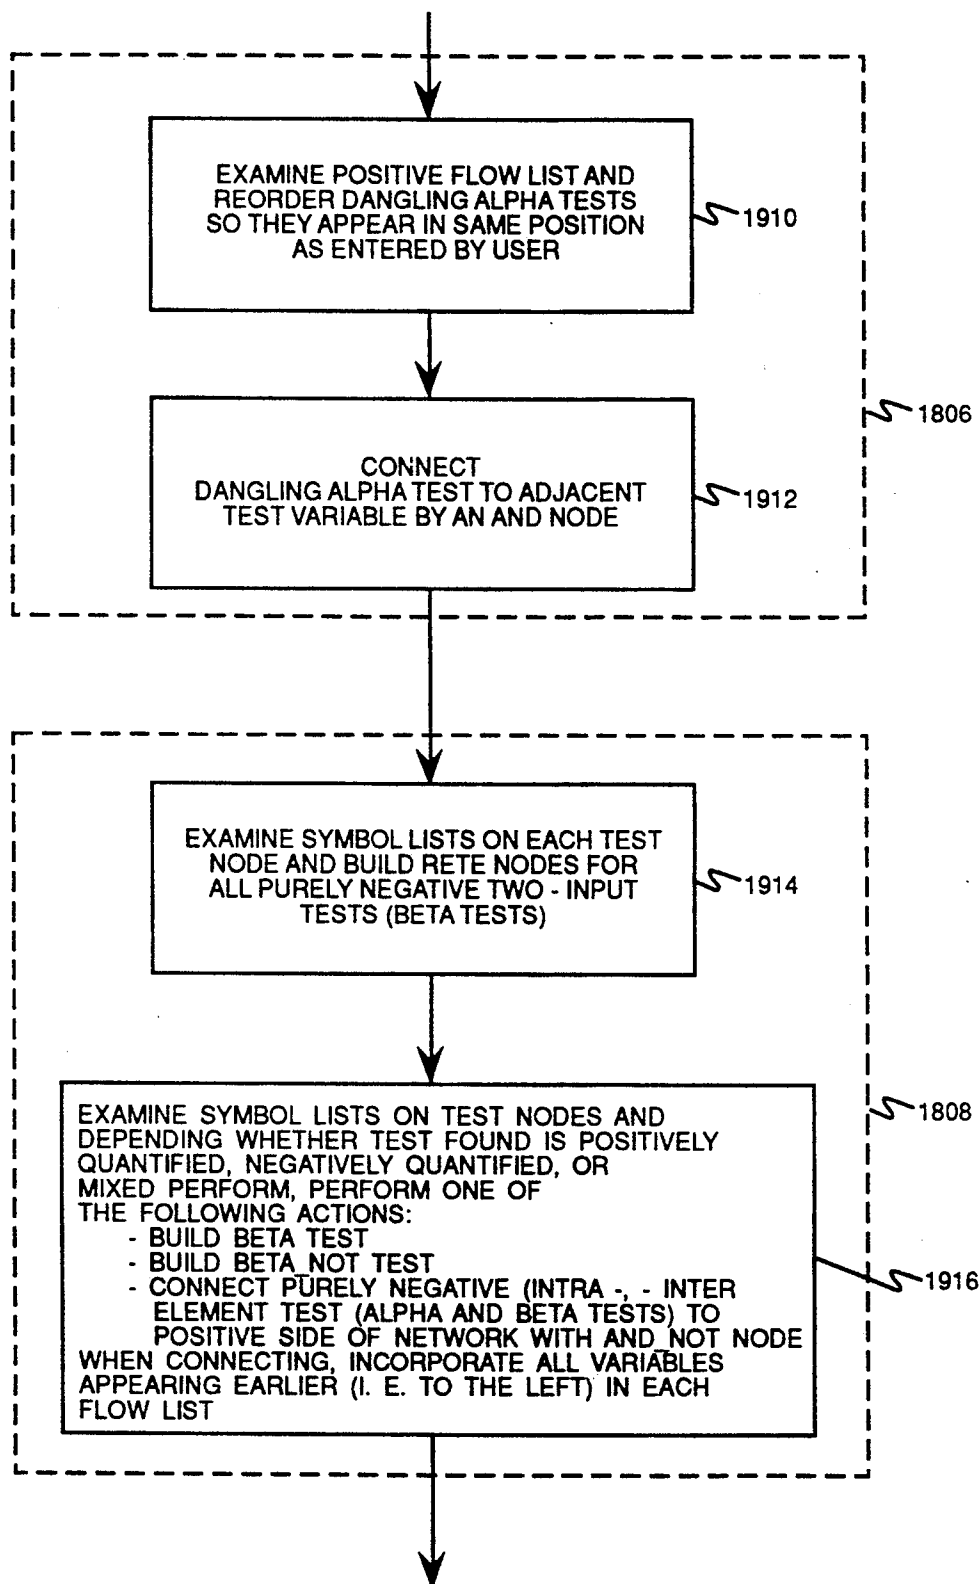 EXAMINE POSITIVE FLOW LIST AND
REORDER DANGLING ALPHA TESTS
SO THEY APPEAR IN SAME POSITION
AS ENTERED BY USER
1910
CONNECT
DANGLING ALPHA TEST TO ADJACENT
TEST VARIABLE BY AN AND NODE
1912
1806
EXAMINE SYMBOL LISTS ON EACH TEST
NODE AND BUILD RETE NODES FOR
ALL PURELY NEGATIVE TWO - INPUT
TESTS (BETA TESTS)
1914
EXAMINE SYMBOL LISTS ON TEST NODES AND
DEPENDING WHETHER TEST FOUND IS POSITIVELY
QUANTIFIED, NEGATIVELY QUANTIFIED, OR
MIXED PERFORM, PERFORM ONE OF
THE FOLLOWING ACTIONS:
- BUILD BETA TEST
- BUILD BETA_NOT TEST
- CONNECT PURELY NEGATIVE (INTRA -, - INTER
ELEMENT TEST (ALPHA AND BETA TESTS) TO
POSITIVE SIDE OF NETWORK WITH AND_NOT NODE
WHEN CONNECTING, INCORPORATE ALL VARIABLES
APPEARING EARLIER (I. E. TO THE LEFT) IN EACH
FLOW LIST
1808
1916